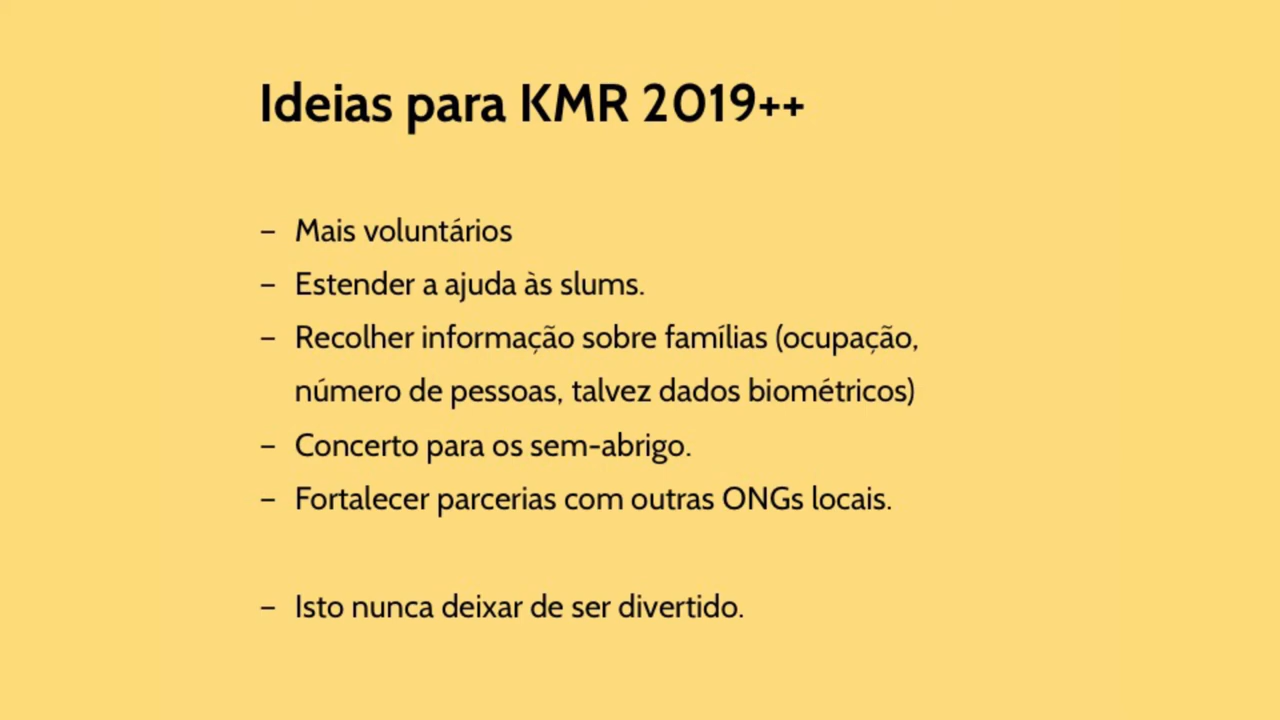 Ideias para KMR 2019++
– Mais voluntários
– Estender a ajuda às slums.
– Recolher informação sobre famílias (ocupação,
número de pessoas, talvez dados biométricos)
– Concerto para os sem-abrigo.
– Fortalecer parcerias com outras ONGs locais.
– Isto nunca deixar de ser divertido.